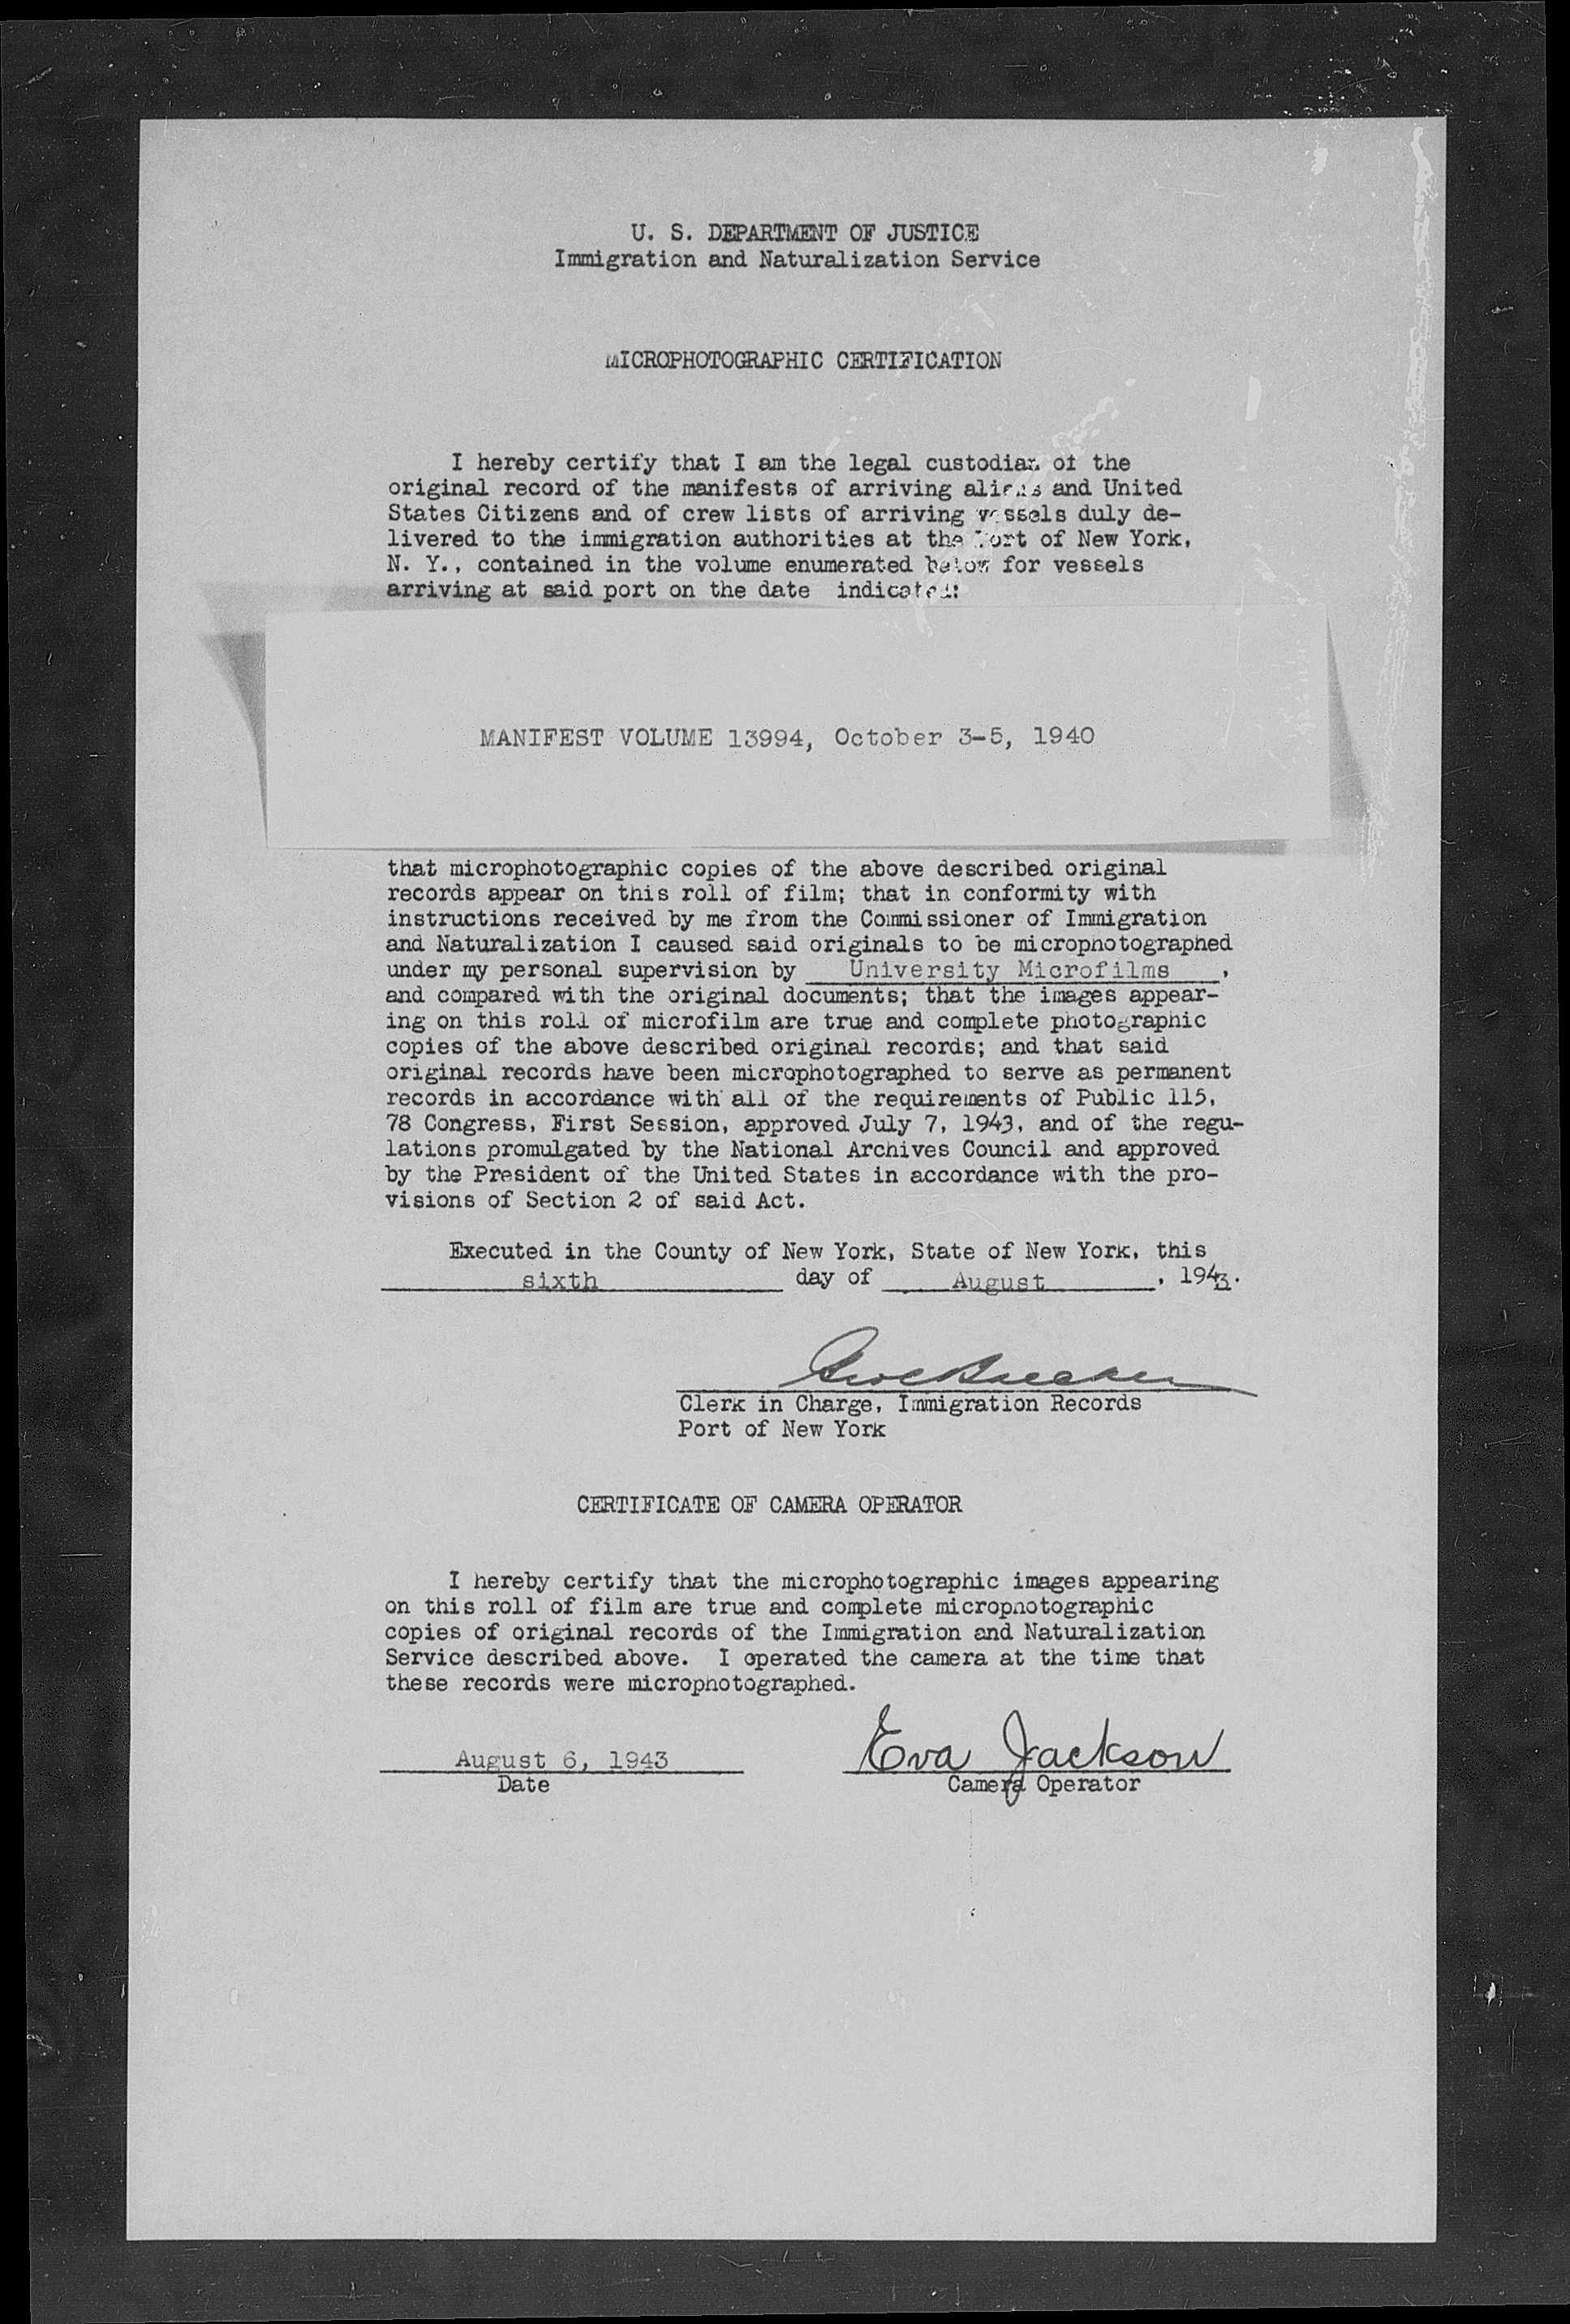 U. S. DEPARTMENT OF JUSTICE
Immigration and Naturalization Service
MICROPHOTOGRAPHIC CERTIFICATION
I hereby certify that I am the legal custodian of the
original record of the manifests of arriving aliens and United
States Citizens and of crew lists of arriving vessels duly de-
livered to the immigration authorities at the Port of New York,
N. Y., contained in the volume enumerated below for vessels
arriving at said port on the date indicated:
MANIFEST VOLUME 13994, October 3-5, 1940
that microphotographic copies of the above described original
records appear on this roll of film; that in conformity with
instructions received by me from the Commissioner of Immigration
and Naturalization I caused said originals to be microphotographed
under my personal supervision by University Microfilms,
and compared with the original documents; that the images appear-
ing on this roll of microfilm are true and complete photographic
copies of the above described original records; and that said
original records have been microphotographed to serve as permanent
records in accordance with all of the requirements of Public 115,
78 Congress, First Session, approved July 7, 1943, and of the regu-
lations promulgated by the National Archives Council and approved
by the President of the United States in accordance with the pro-
visions of Section 2 of said Act.
Executed in the County of New York, State of New York, this
sixth day of August, 1943.
Clerk in Charge, Immigration Records
Port of New York
CERTIFICATE OF CAMERA OPERATOR
I hereby certify that the microphotographic images appearing
on this roll of film are true and complete microphotographic
copies of original records of the Immigration and Naturalization
Service described above. I operated the camera at the time that
these records were microphotographed.
August 6, 1943 Eva Jackson
Date Camera Operator